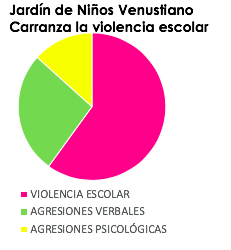 Jardín de Niños Venustiano
Carranza la violencia escolar
VIOLENCIA ESCOLAR
AGRESIONES VERBALES
AGRESIONES PSICOLÓGICAS